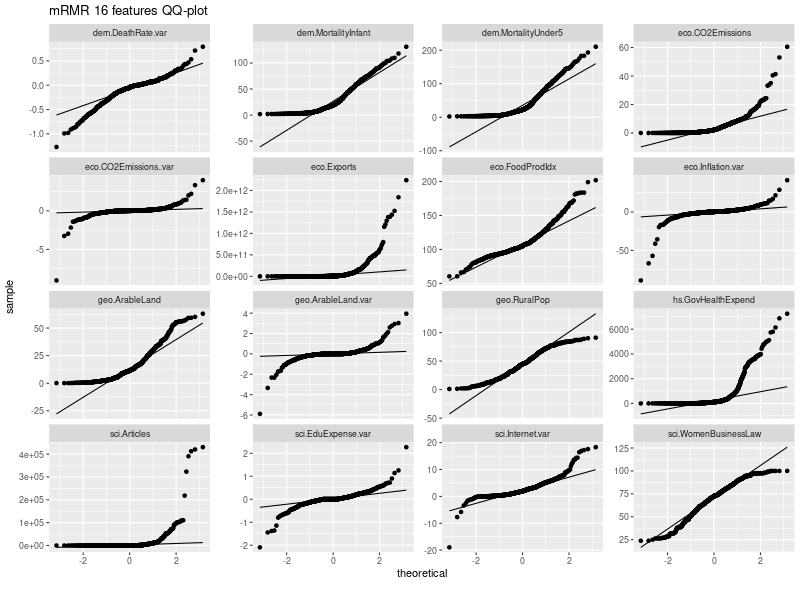 mRMR 16 features QQ-plot
dem.DeathRate.var dem.MortalityInfant dem.MortalityUnder5 eco.CO2Emissions
0.5 0.0 -0.5 -1.0
100 50 0 -50
200 100 0 -100
60 40 20 0
eco.CO2Emissions..var eco.Exports eco.FoodProdIdx eco.Inflation.var
0 -5
2.0e+12 1.5e+12 1.0e+12 5.0e+11 0.0e+00
200 150 100 50
0 -50
sample
geo.ArableLand geo.ArableLand.var geo.RuralPop hs.GovHealthExpend
50 25 0 -25
4 2 0 -2 -4 -6
100 50 0 -50
6000 4000 2000 0
sci.Articles sci.EduExpense.var sci.Internet.var sci.WomenBusinessLaw
4e+05 3e+05 2e+05 1e+05 0e+00
2 1 0 -1 -2
20 10 0 -10 -20
125 100 75 50 25
-2 0 2 -2 0 2 -2 0 2 -2 0 2
theoretical